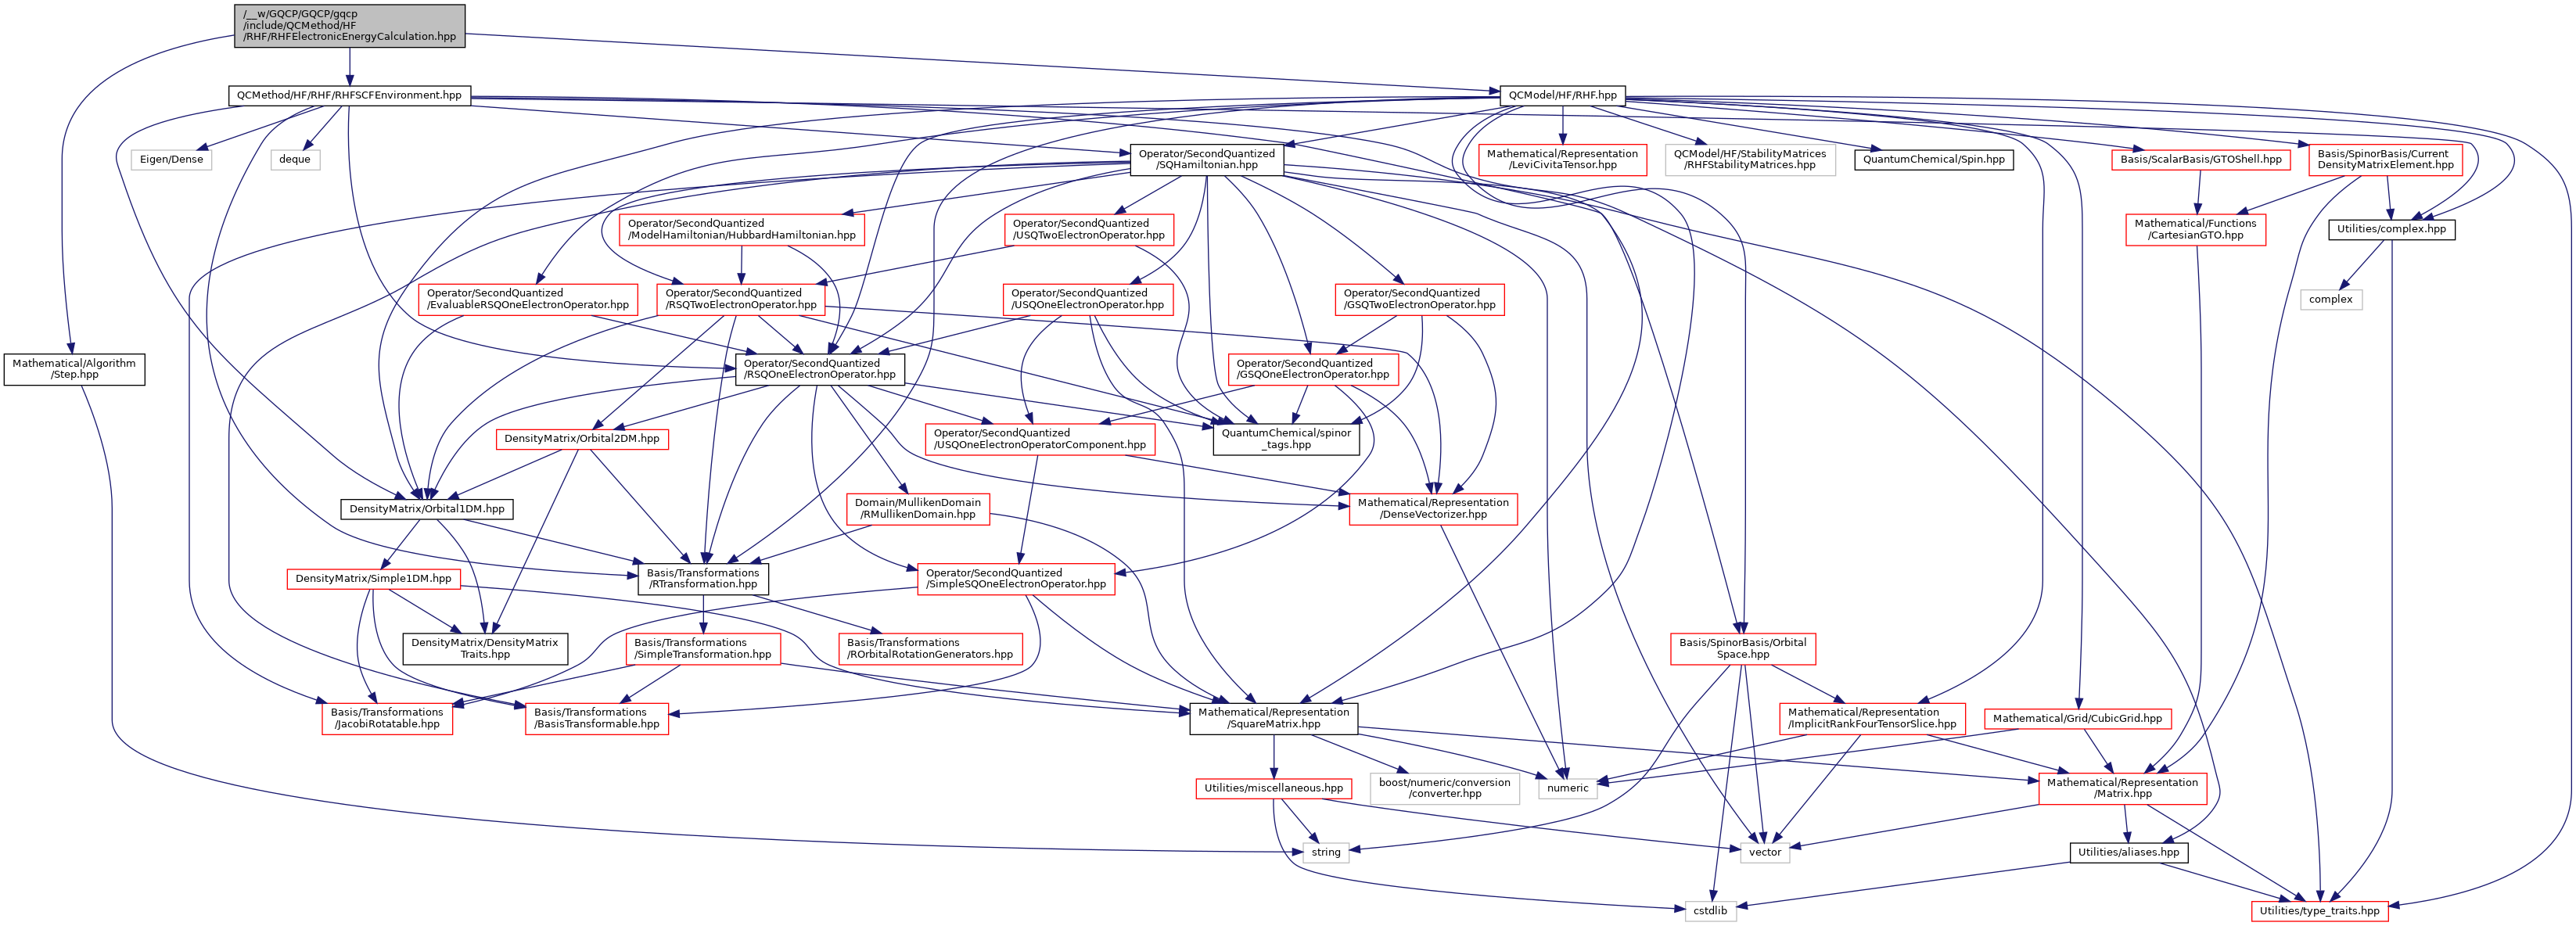 /__w/GQCP/GQCP/gqcp
/include/QCMethod/HF
/RHF/RHFElectronicEnergyCalculation.hpp
QCMethod/HF/RHF/RHFSCFEnvironment.hpp
QCModel/HF/RHF.hpp
Eigen/Dense
deque
Operator/SecondQuantized
/SQHamiltonian.hpp
Mathematical/Representation
/LeviCivitaTensor.hpp
QCModel/HF/StabilityMatrices
/RHFStabilityMatrices.hpp
QuantumChemical/Spin.hpp
Basis/ScalarBasis/GTOShell.hpp
Basis/SpinorBasis/Current
DensityMatrixElement.hpp
Operator/SecondQuantized
/ModelHamiltonian/HubbardHamiltonian.hpp
Operator/SecondQuantized
/USQTwoElectronOperator.hpp
Mathematical/Functions
/CartesianGTO.hpp
Utilities/complex.hpp
Operator/SecondQuantized
/EvaluableRSQOneElectronOperator.hpp
Operator/SecondQuantized
/RSQTwoElectronOperator.hpp
Operator/SecondQuantized
/USQOneElectronOperator.hpp
Operator/SecondQuantized
/GSQTwoElectronOperator.hpp
complex
Mathematical/Algorithm
/Step.hpp
Operator/SecondQuantized
/RSQOneElectronOperator.hpp
Operator/SecondQuantized
/GSQOneElectronOperator.hpp
DensityMatrix/Orbital2DM.hpp
Operator/SecondQuantized
/USQOneElectronOperatorComponent.hpp
QuantumChemical/spinor
_tags.hpp
DensityMatrix/Orbital1DM.hpp
Domain/MullikenDomain
/RMullikenDomain.hpp
Mathematical/Representation
/DenseVectorizer.hpp
DensityMatrix/Simple1DM.hpp
Basis/Transformations
/RTransformation.hpp
Operator/SecondQuantized
/SimpleSQOneElectronOperator.hpp
DensityMatrix/DensityMatrix
Traits.hpp
Basis/Transformations
/SimpleTransformation.hpp
Basis/Transformations
/ROrbitalRotationGenerators.hpp
Basis/SpinorBasis/Orbital
Space.hpp
Basis/Transformations
/JacobiRotatable.hpp
Basis/Transformations
/BasisTransformable.hpp
Mathematical/Representation
/SquareMatrix.hpp
Mathematical/Representation
/ImplicitRankFourTensorSlice.hpp
Mathematical/Grid/CubicGrid.hpp
Utilities/miscellaneous.hpp
boost/numeric/conversion
/converter.hpp
numeric
Mathematical/Representation
/Matrix.hpp
string
vector
Utilities/aliases.hpp
cstdlib
Utilities/type_traits.hpp